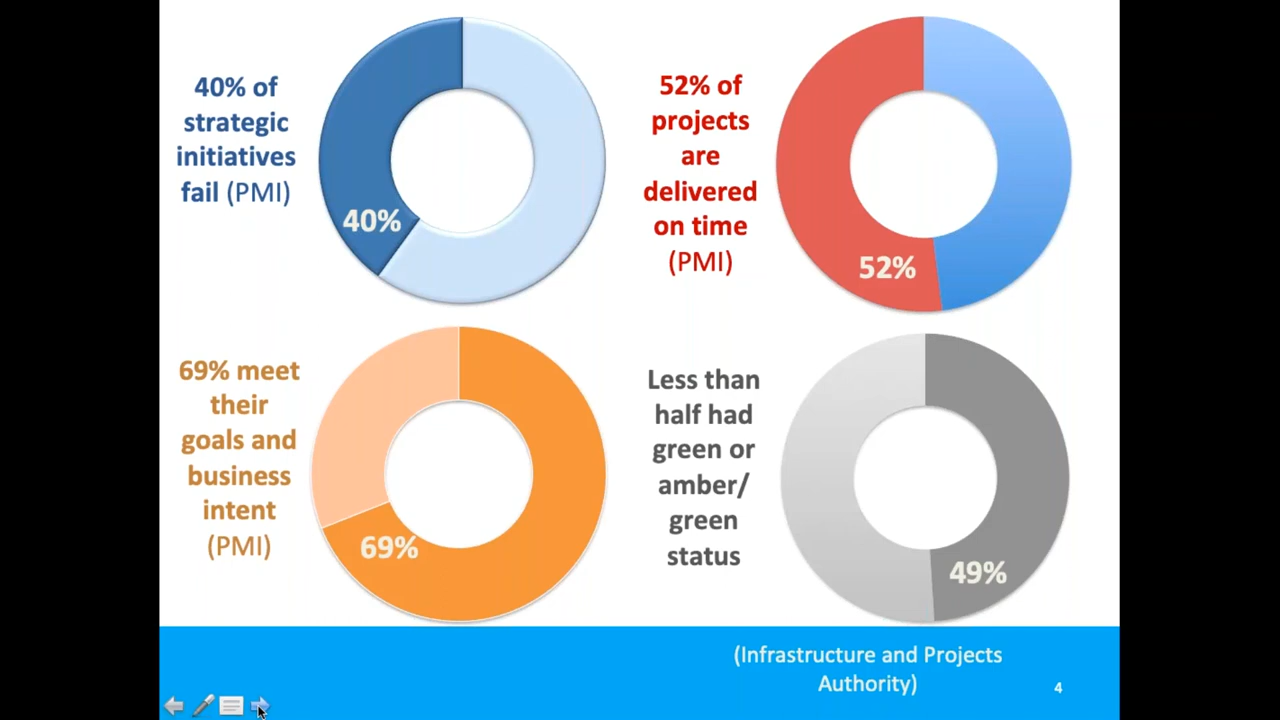 40% of
strategic
initiatives
fail (PMI)
40%
52% of
projects
are
delivered
on time
(PMI)
52%
69% meet
their
goals and
business
intent
(PMI)
69%
Less than
half had
green or
amber/
green
status
49%
(Infrastructure and Projects
Authority)
4